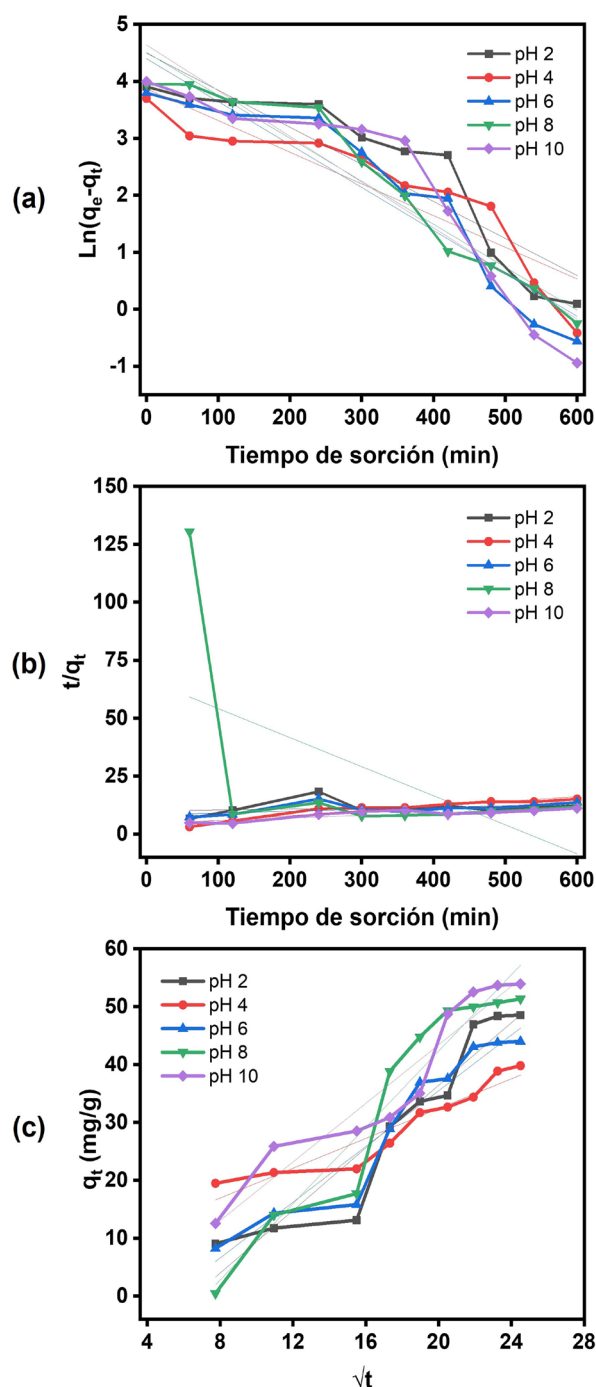 (a)
Ln(qe-qt)
5
4
3
2
1
0
-1
pH 2
pH 4
pH 6
pH 8
pH 10
0 100 200 300 400 500 600
Tiempo de sorción (min)
(b)
t/qt
150
125
100
75
50
25
0
pH 2
pH 4
pH 6
pH 8
pH 10
0 100 200 300 400 500 600
Tiempo de sorción (min)
(c)
qt (mg/g)
60
50
40
30
20
10
0
pH 2
pH 4
pH 6
pH 8
pH 10
4 8 12 16 20 24 28
√t